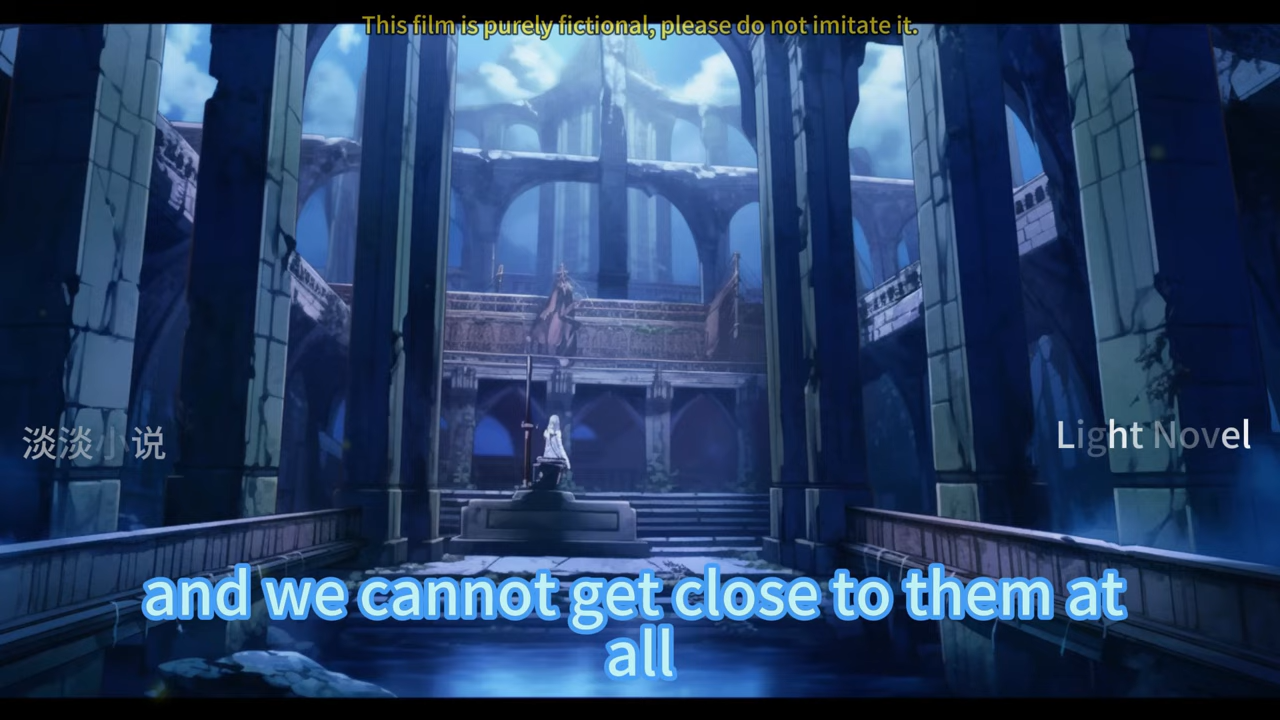 This film is purely fictional, please do not imitate it.
淡淡小说
Light Novel
and we cannot get close to them at
all